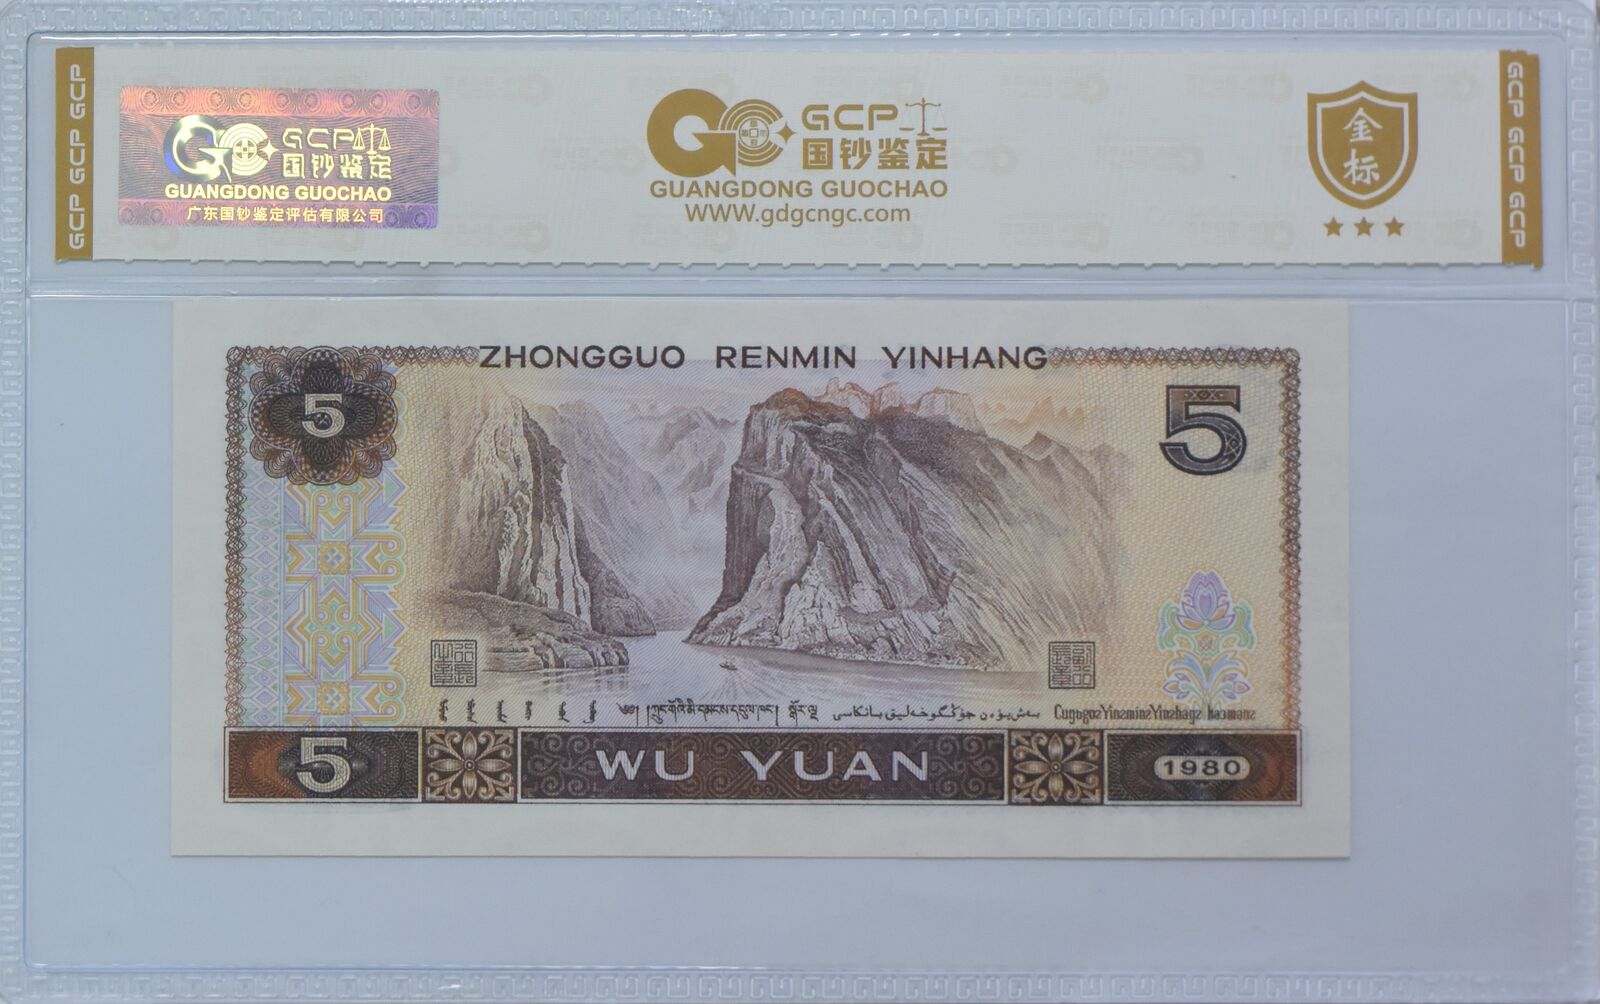 GCP GCP GCP
GCP
国钞鉴定
GUANGDONG GUOCHAO
广东国钞鉴定评估有限公司
GCP
国钞鉴定
GUANGDONG GUOCHAO
WWW.gdgcngc.com
金标
GCP GCP GCP
ZHONGGUO RENMIN YINHANG
5
5
5
WU YUAN
1980